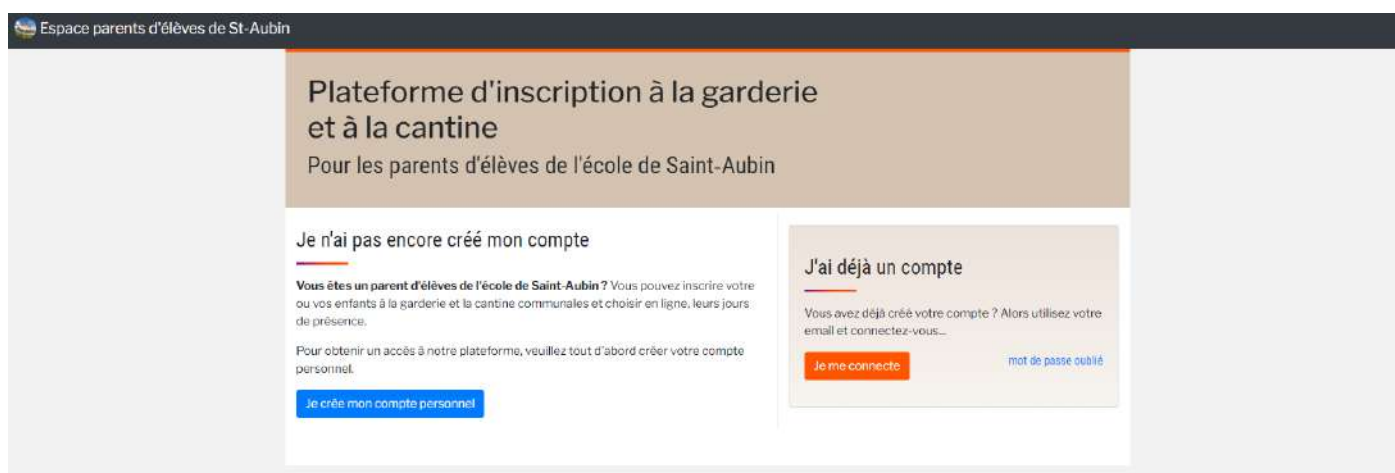 Espace parents d'élèves de St-Aubin
Plateforme d'inscription à la garderie
et à la cantine
Pour les parents d'élèves de l'école de Saint-Aubin
Je n'ai pas encore créé mon compte
Vous êtes un parent d'élèves de l'école de Saint-Aubin ? Vous pouvez inscrire votre
ou vos enfants à la garderie et la cantine communales et choisir en ligne, leurs jours
de présence.
Pour obtenir un accès à notre plateforme, veuillez tout d'abord créer votre compte
personnel.
Je crée mon compte personnel
J'ai déjà un compte
Vous avez déjà créé votre compte ? Alors utilisez votre
email et connectez-vous...
Je me connecte
mot de passe oublié